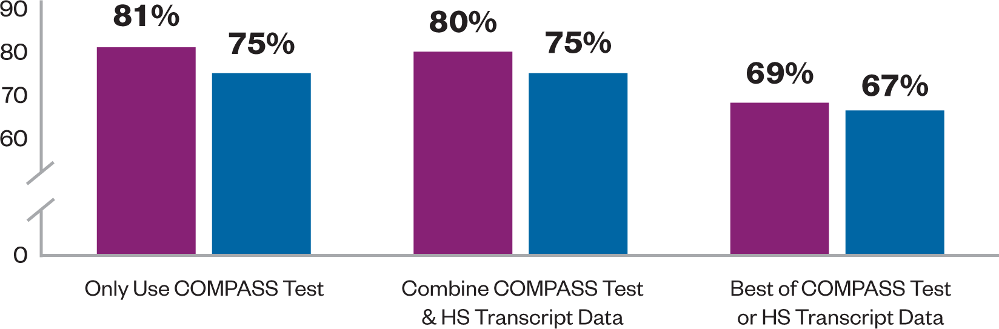 90
80
70
60
0
81%
75%
80%
75%
69%
67%
Only Use COMPASS Test
Combine COMPASS Test
& HS Transcript Data
Best of COMPASS Test
or HS Transcript Data